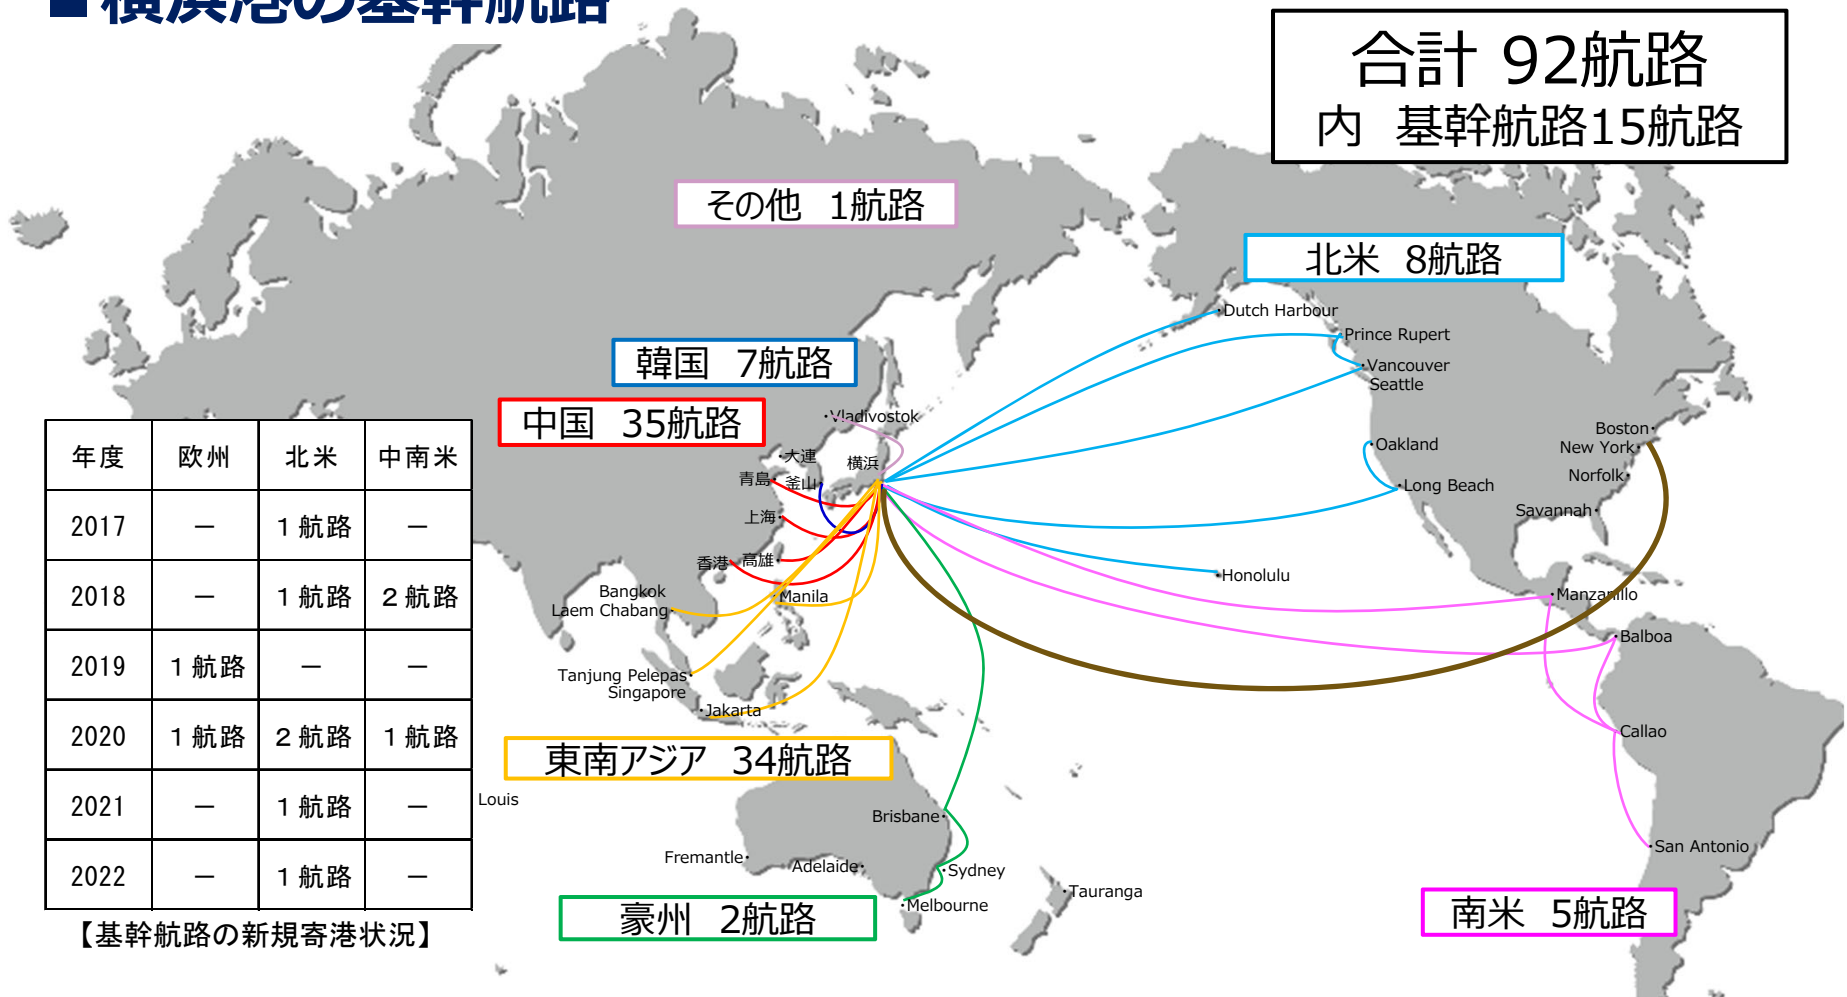 ■横浜港の基幹航路
合計 92航路
内 基幹航路15航路
その他 1航路
北米 8航路
韓国 7航路
中国 35航路
東南アジア 34航路
豪州 2航路
南米 5航路
Dutch Harbour
Prince Rupert
Vancouver
Seattle
Oakland
Long Beach
Honolulu
Boston
New York
Norfolk
Savannah
Manzanillo
Balboa
Callao
San Antonio
Vladivostok
大連
横浜
青島
釜山
上海
香港
高雄
Bangkok
Laem Chabang
Manila
Tanjung Pelepas
Singapore
Jakarta
Louis
Brisbane
Fremantle
Adelaide
Sydney
Melbourne
Tauranga
年度 欧州 北米 中南米
2017 － 1航路 －
2018 － 1航路 2航路
2019 1航路 － －
2020 1航路 2航路 1航路
2021 － 1航路 －
2022 － 1航路 －
【基幹航路の新規寄港状況】